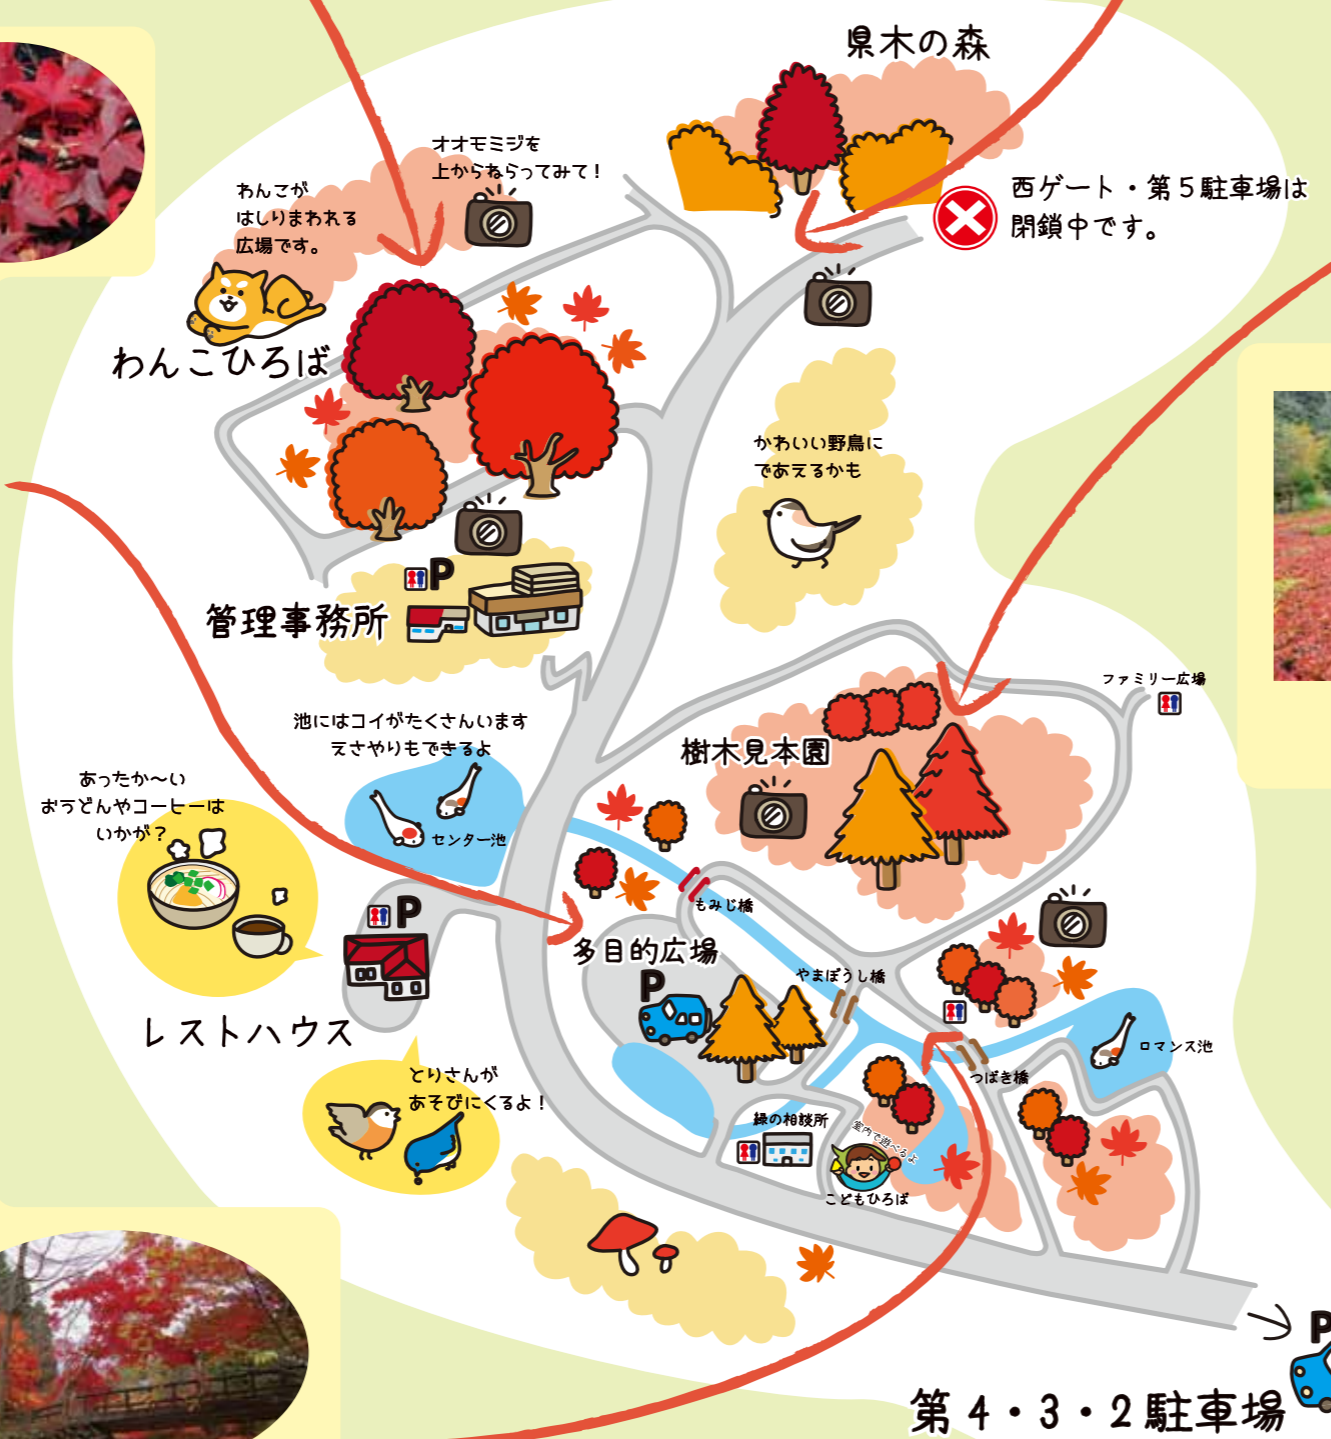 県木の森
西ゲート・第5駐車場は
閉鎖中です。
オオモミジを
上からねらってみて！
わんこが
はしりまわれる
広場です。
わんこひろば
かわいい野鳥に
であえるかも
P
管理事務所
ファミリー広場
池にはコイがたくさんいます
えさやりもできるよ
センター池
樹木見本園
あったか〜い
おうどんやコーヒーは
いかが？
P
レストハウス
もみじ橋
多目的広場
P
やまぼうし橋
ロマンス池
つばき橋
とりさんが
あそびにくるよ！
緑の相談所
室内で遊べるよ
こどもひろば
P
第4・3・2駐車場